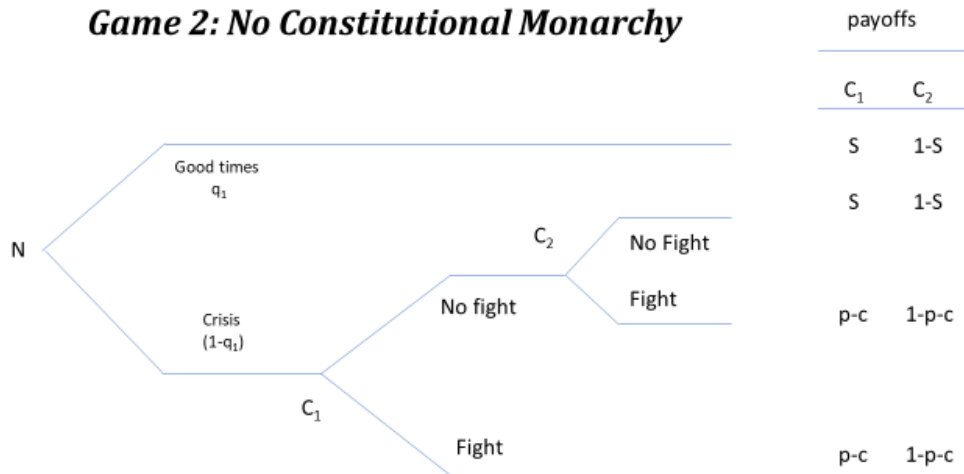 Game 2: No Constitutional Monarchy
payoffs
C₁ C₂
S 1-S
Good times
q₁
S 1-S
N
C₂
No Fight
Fight
No fight
Crisis
(1-q₁)
p-c 1-p-c
C₁
Fight
p-c 1-p-c